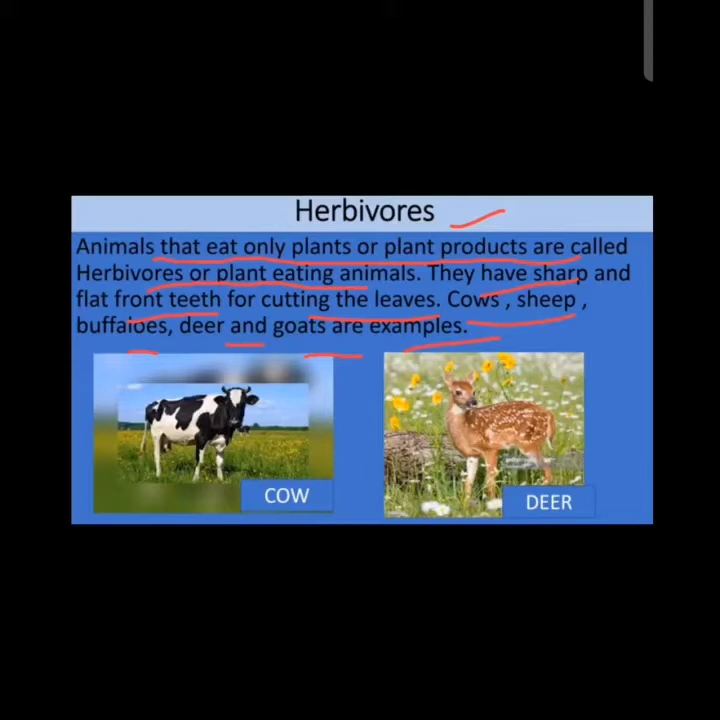 Herbivores
Animals that eat only plants or plant products are called
Herbivores or plant eating animals. They have sharp and
flat front teeth for cutting the leaves. Cows , sheep ,
buffaloes, deer and goats are examples.
COW
DEER